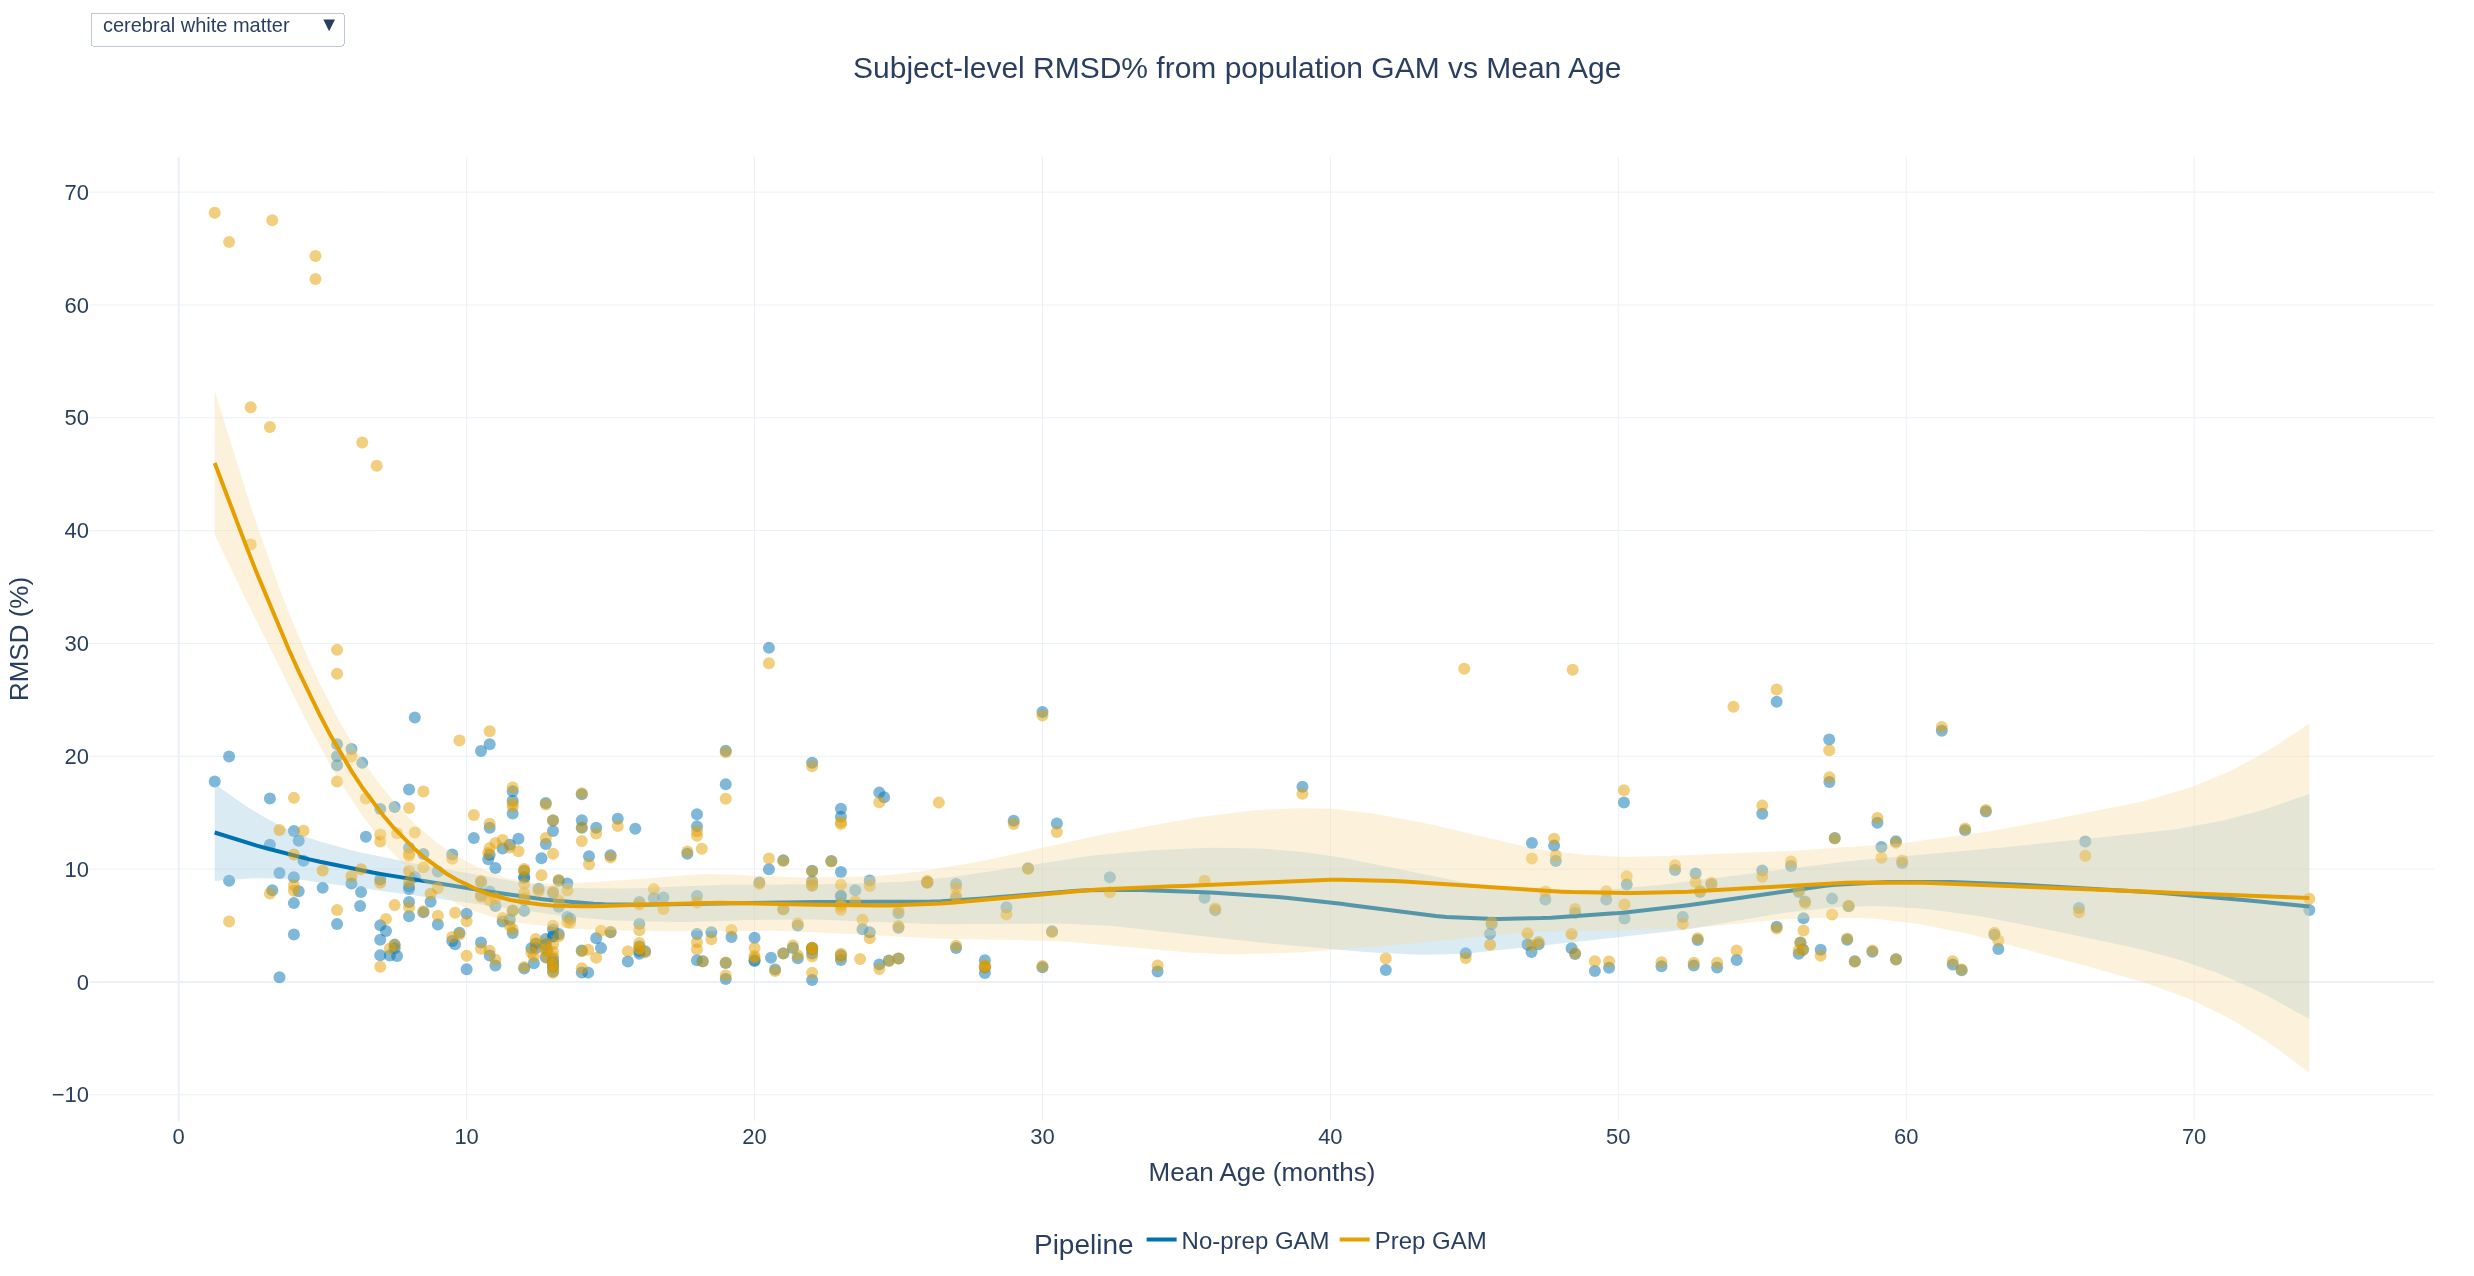 cerebral white matter ▼
Subject-level RMSD% from population GAM vs Mean Age
70
60
50
40
30
20
10
0
−10
RMSD (%)
0 10 20 30 40 50 60 70
Mean Age (months)
Pipeline No-prep GAM Prep GAM